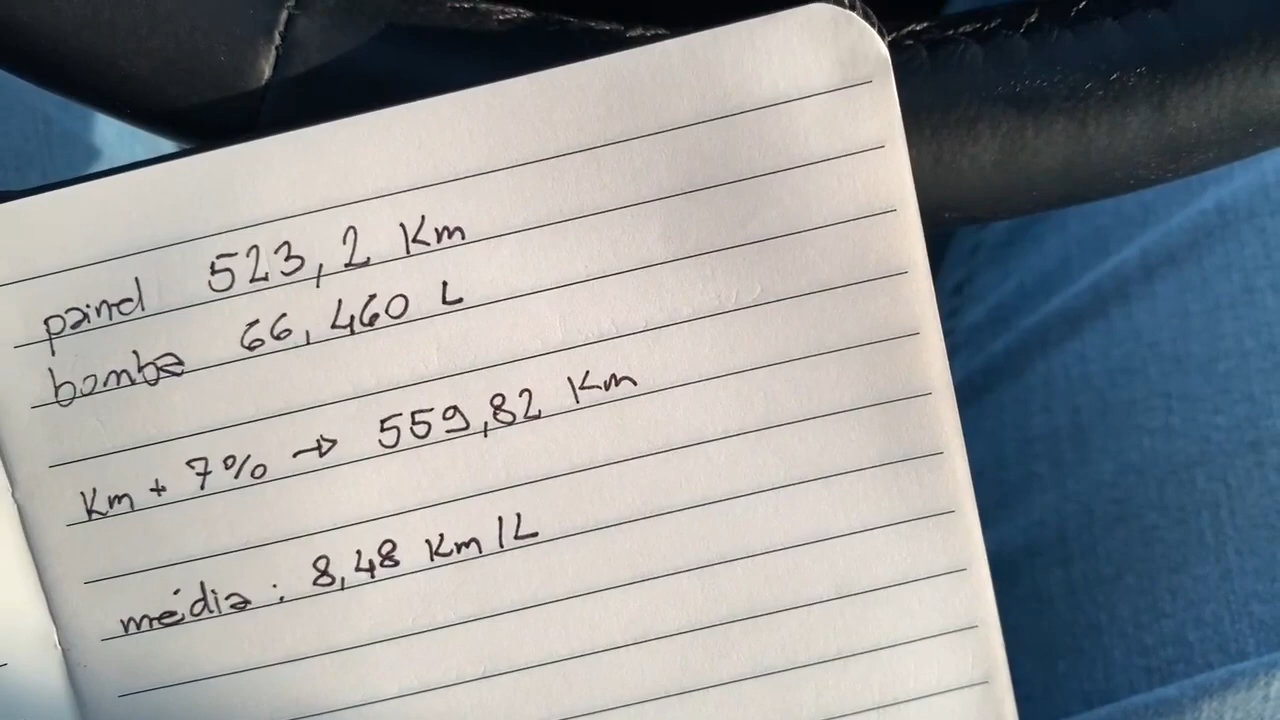 painel 523,2 Km
bomba 66,460 L
Km + 7% → 559,82 Km
média: 8,48 Km/L